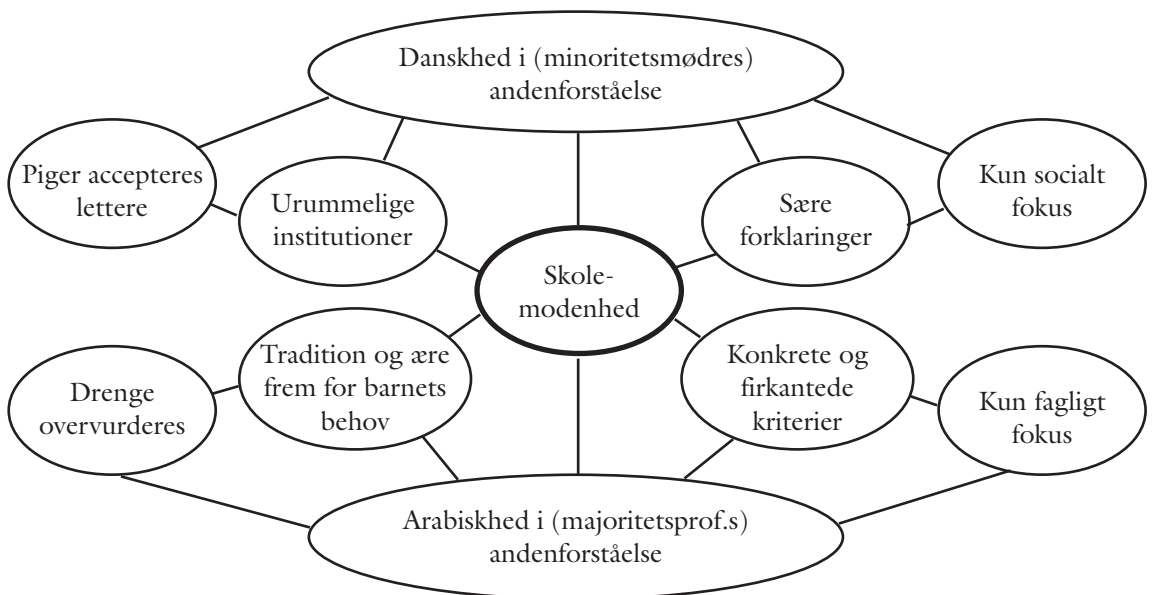 Danskhed i (minoritetsmødres)
andenforståelse
Piger accepteres
lettere
Urummelige
institutioner
Sære
forklaringer
Kun socialt
fokus
Skole-
modenhed
Drenge
overvurderes
Tradition og ære
frem for barnets
behov
Konkrete og
firkantede
kriterier
Kun fagligt
fokus
Arabiskhed i (majoritetsprof.s)
andenforståelse